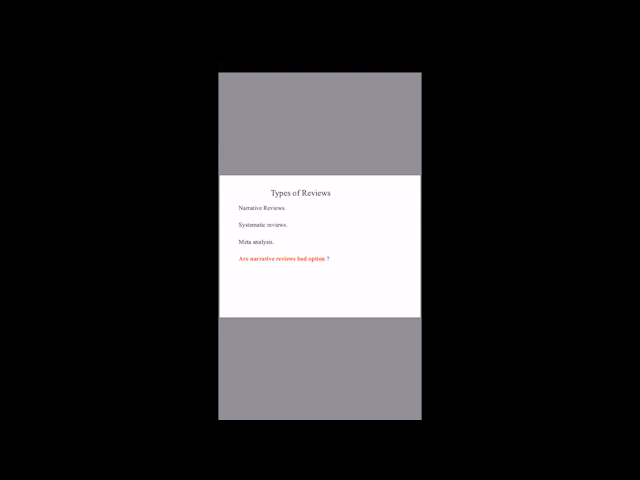 Types of Reviews
Narrative Reviews.
Systematic reviews.
Meta analysis.
Are narrative reviews bad option ?